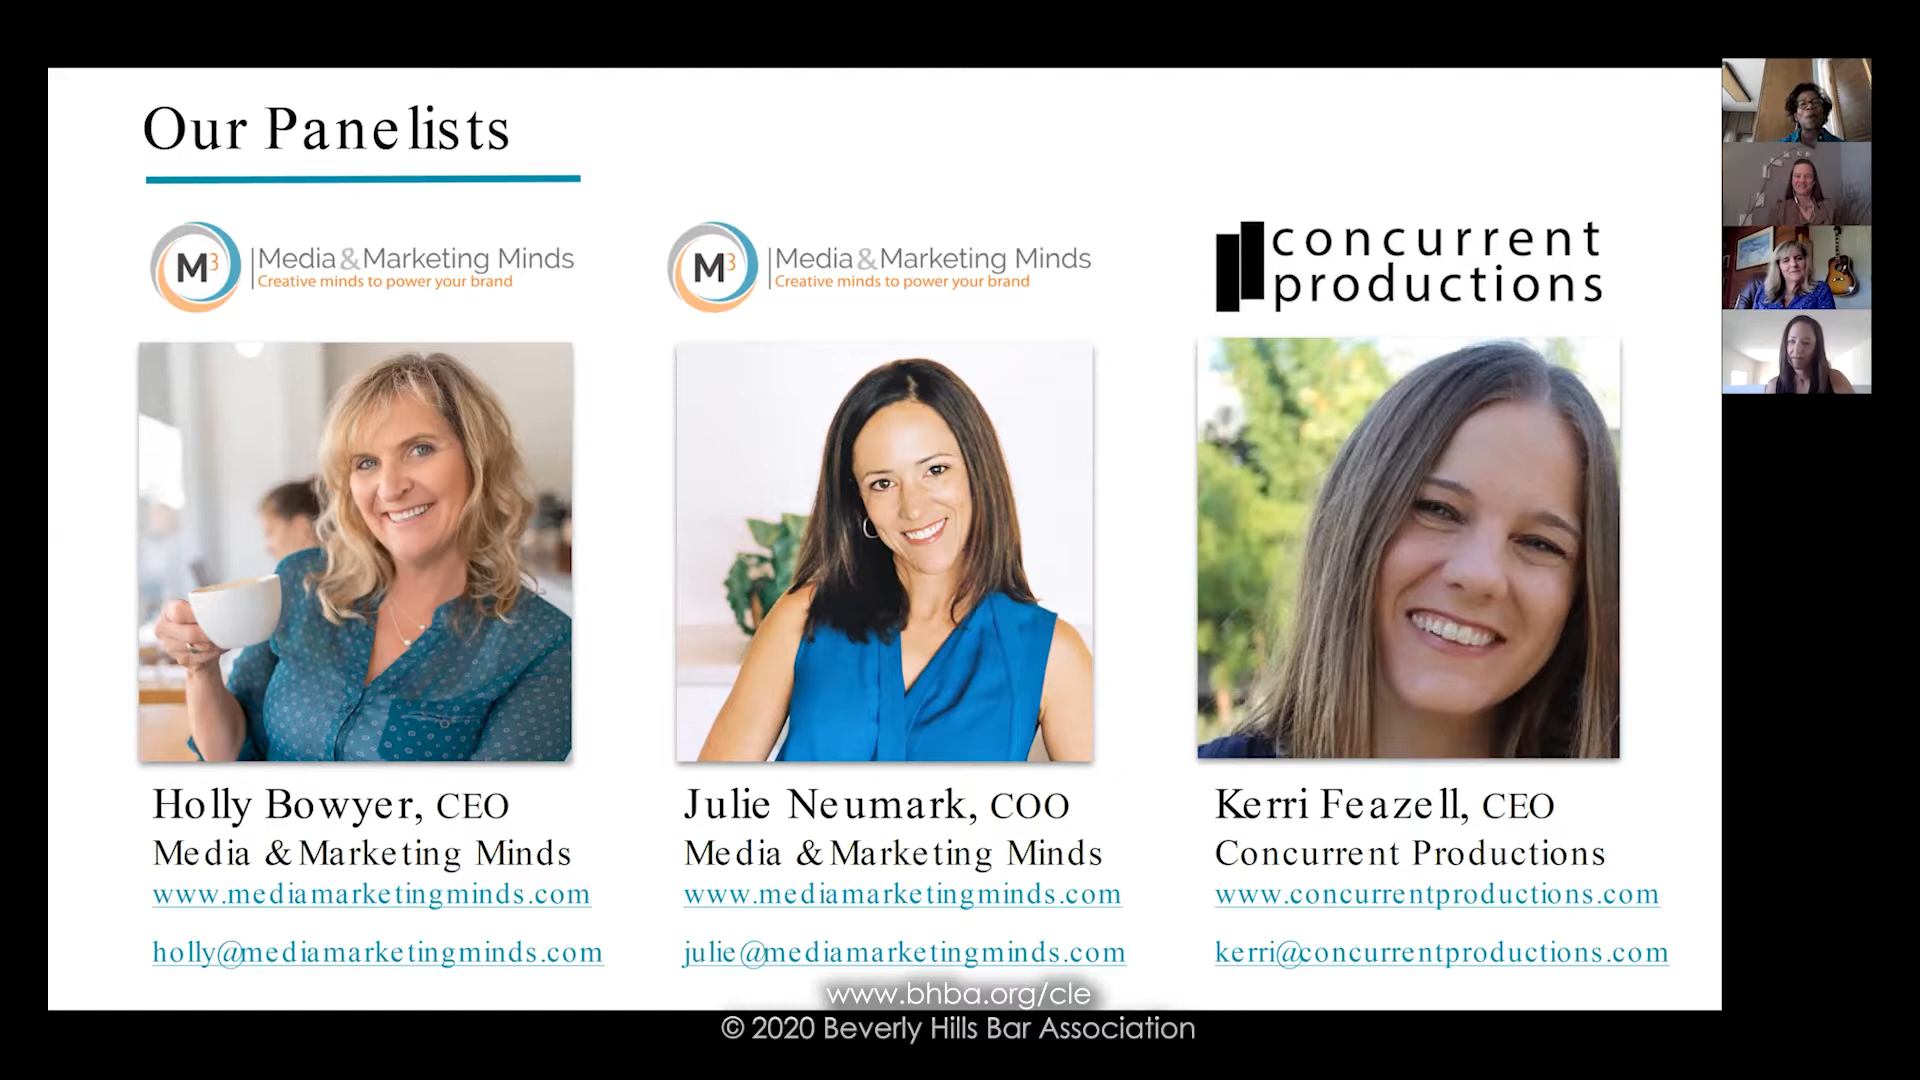 Our Panelists
M3 | Media & Marketing Minds
Creative minds to power your brand
M3 | Media & Marketing Minds
Creative minds to power your brand
concurrent
productions
Holly Bowyer, CEO
Media & Marketing Minds
www.mediamarketingminds.com
holly@mediamarketingminds.com
Julie Neumark, COO
Media & Marketing Minds
www.mediamarketingminds.com
julie@mediamarketingminds.com
Kerri Feazell, CEO
Concurrent Productions
www.concurrentproductions.com
kerri@concurrentproductions.com
www.bhba.org/cle
© 2020 Beverly Hills Bar Association